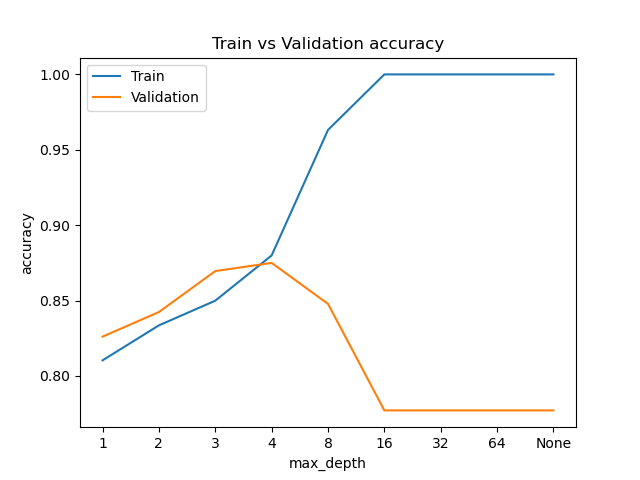 Train vs Validation accuracy
Train
Validation
1.00
0.95
0.90
0.85
0.80
accuracy
1 2 3 4 8 16 32 64 None
max_depth